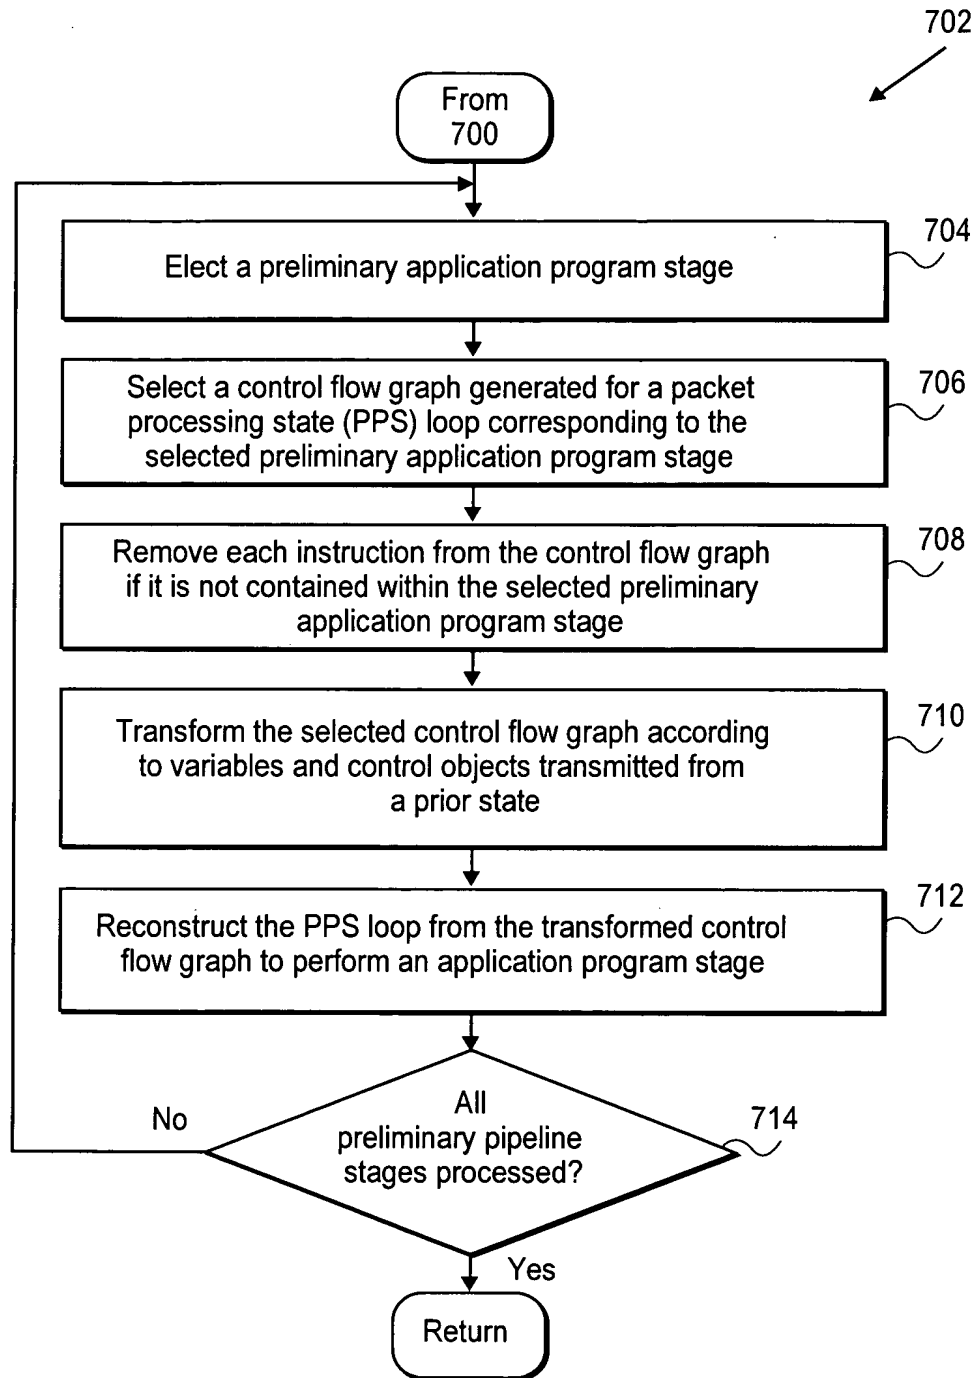 702
From
700
704
Elect a preliminary application program stage
706
Select a control flow graph generated for a packet
processing state (PPS) loop corresponding to the
selected preliminary application program stage
708
Remove each instruction from the control flow graph
if it is not contained within the selected preliminary
application program stage
710
Transform the selected control flow graph according
to variables and control objects transmitted from
a prior state
712
Reconstruct the PPS loop from the transformed control
flow graph to perform an application program stage
No
All
preliminary pipeline
stages processed?
714
Yes
Return